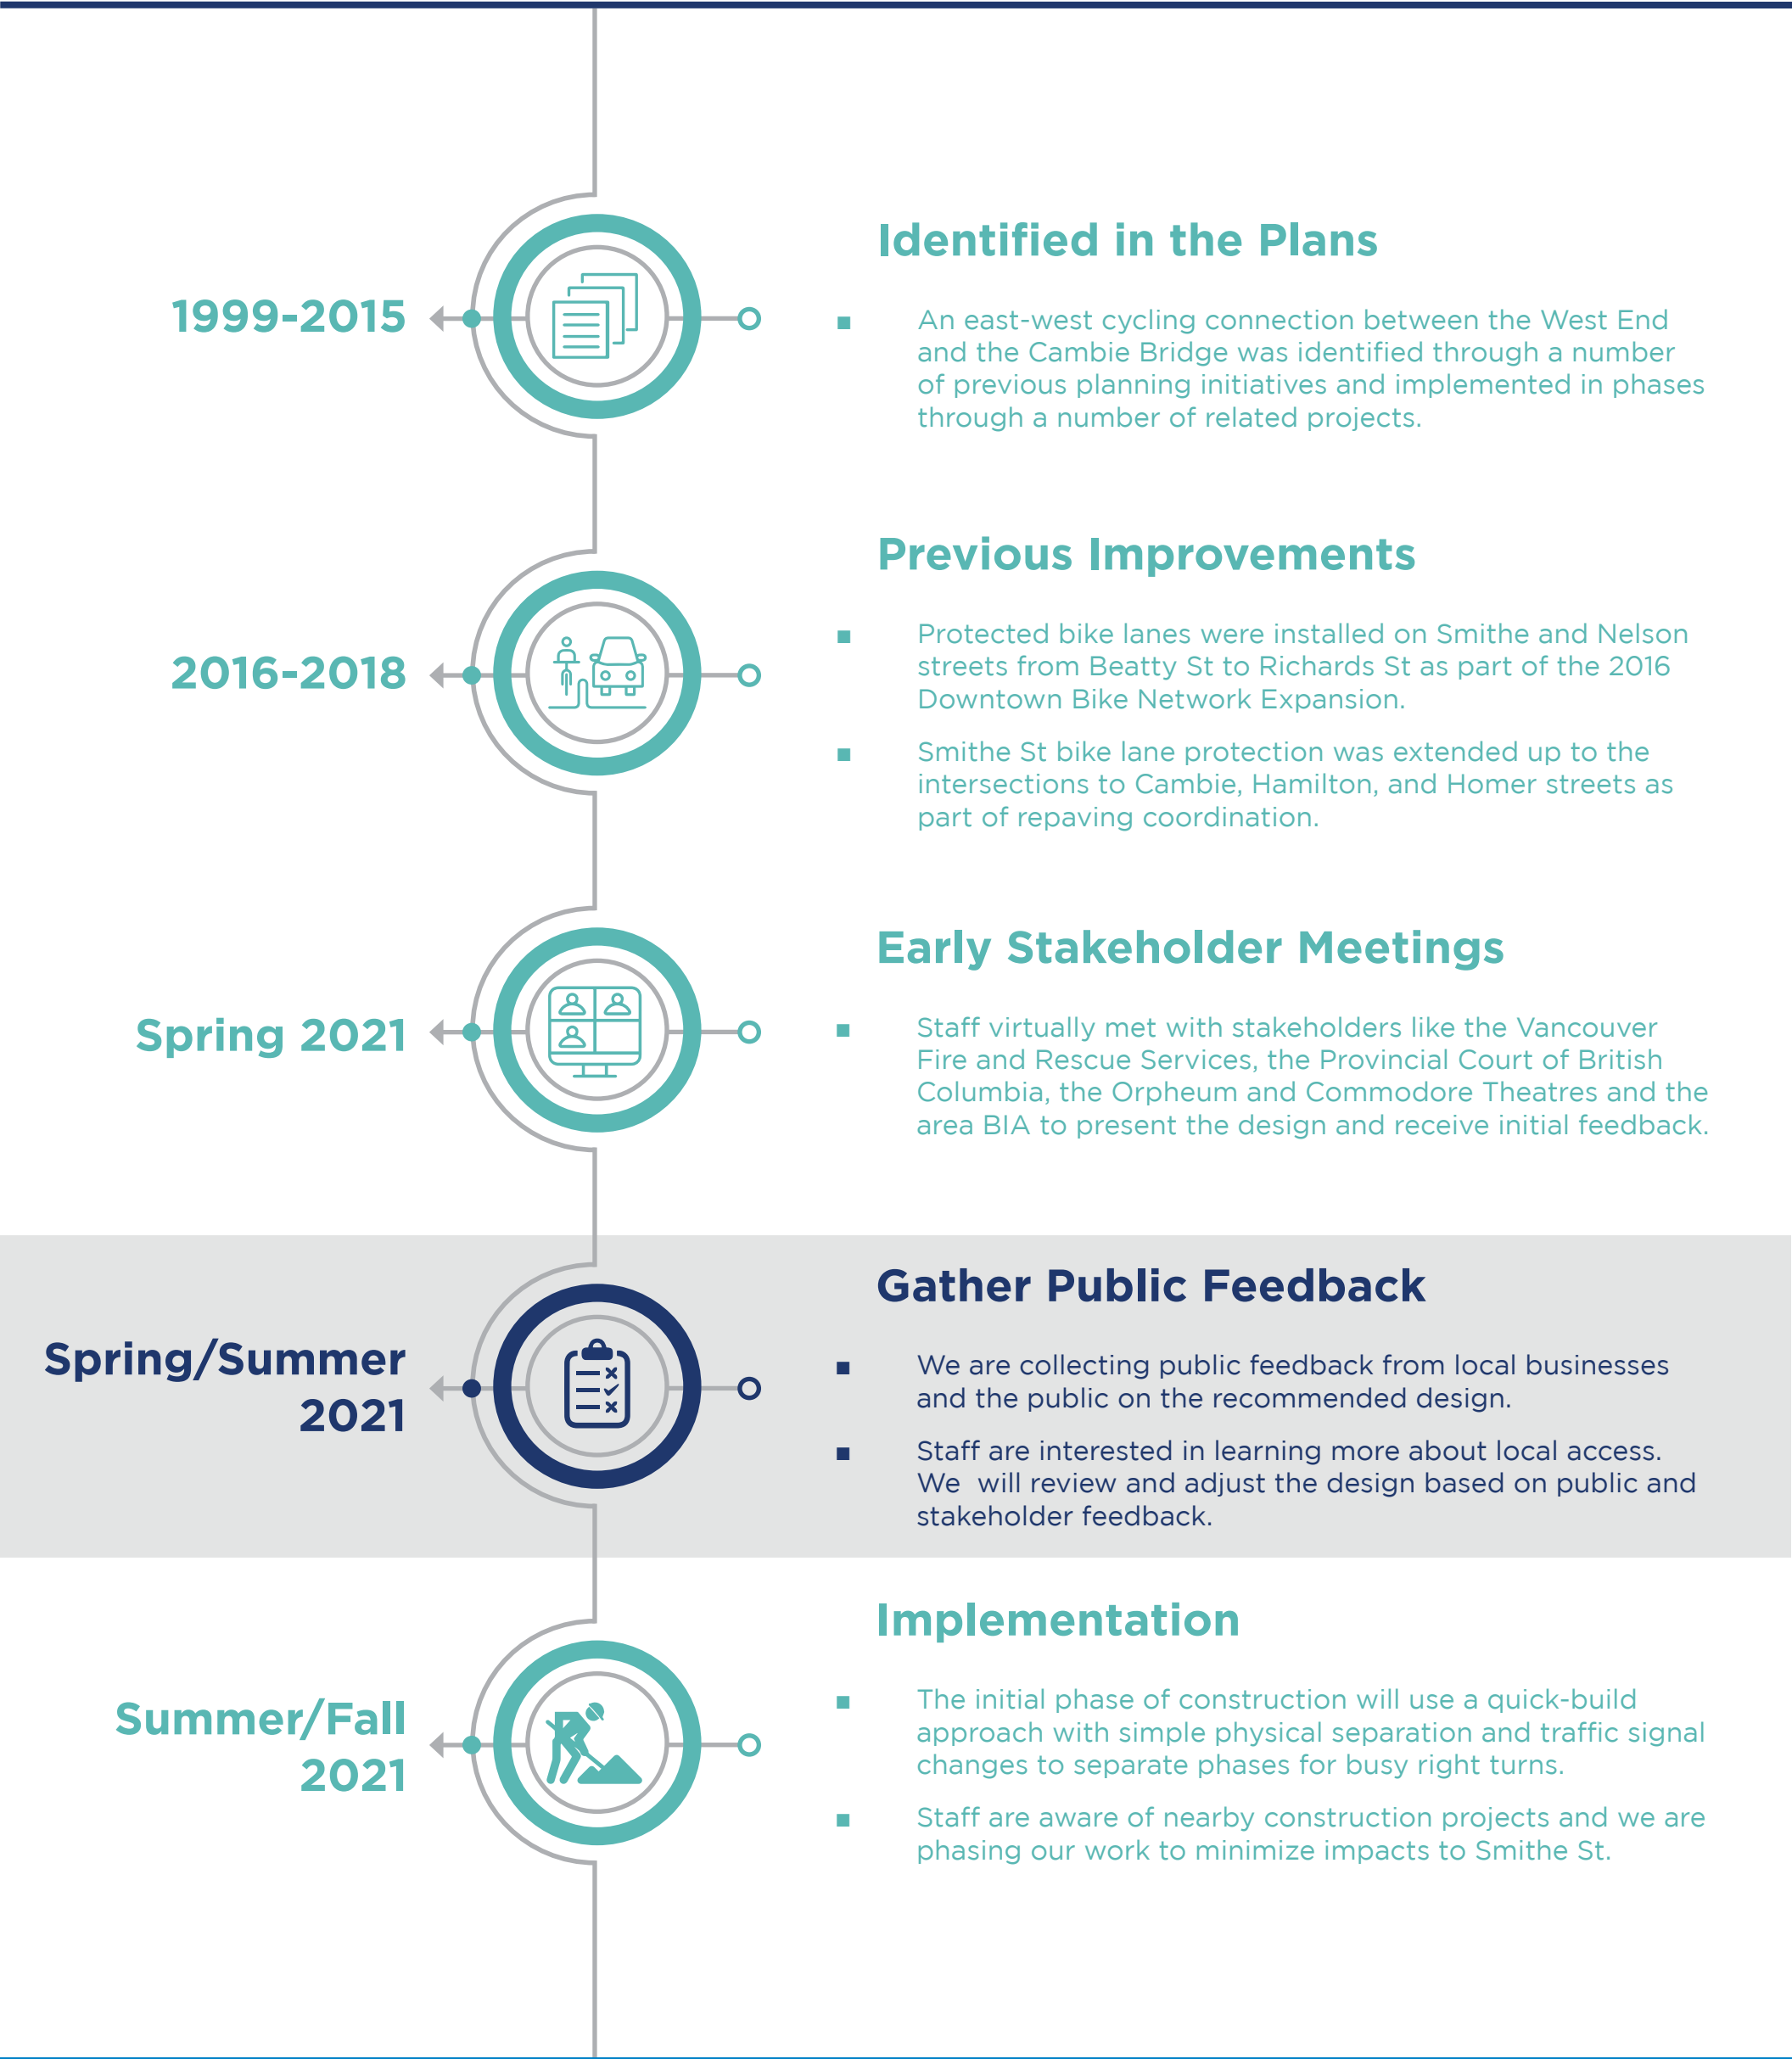 1999-2015
Identified in the Plans
■ An east-west cycling connection between the West End
and the Cambie Bridge was identified through a number
of previous planning initiatives and implemented in phases
through a number of related projects.
2016-2018
Previous Improvements
■ Protected bike lanes were installed on Smithe and Nelson
streets from Beatty St to Richards St as part of the 2016
Downtown Bike Network Expansion.
■ Smithe St bike lane protection was extended up to the
intersections to Cambie, Hamilton, and Homer streets as
part of repaving coordination.
Spring 2021
Early Stakeholder Meetings
■ Staff virtually met with stakeholders like the Vancouver
Fire and Rescue Services, the Provincial Court of British
Columbia, the Orpheum and Commodore Theatres and the
area BIA to present the design and receive initial feedback.
Spring/Summer
2021
Gather Public Feedback
■ We are collecting public feedback from local businesses
and the public on the recommended design.
■ Staff are interested in learning more about local access.
We  will review and adjust the design based on public and
stakeholder feedback.
Summer/Fall
2021
Implementation
■ The initial phase of construction will use a quick-build
approach with simple physical separation and traffic signal
changes to separate phases for busy right turns.
■ Staff are aware of nearby construction projects and we are
phasing our work to minimize impacts to Smithe St.